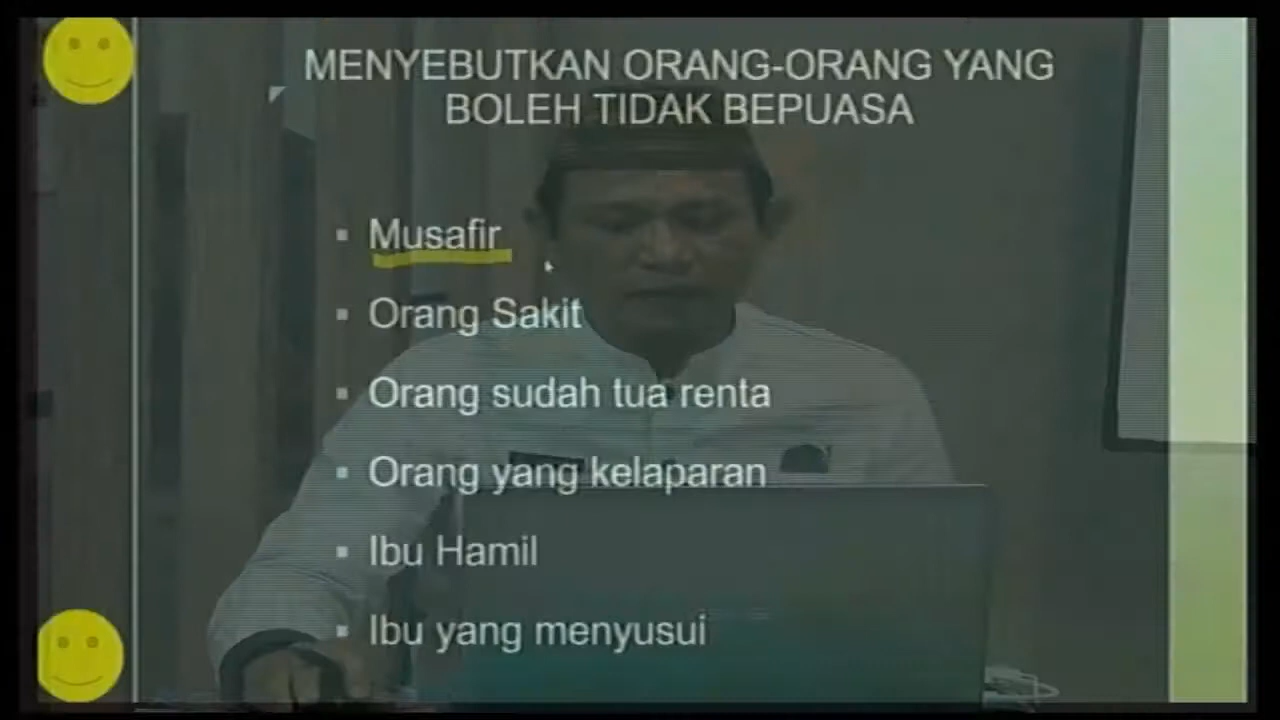 MENYEBUTKAN ORANG-ORANG YANG
BOLEH TIDAK BEPUASA
Musafir
Orang Sakit
Orang sudah tua renta
Orang yang kelaparan
Ibu Hamil
Ibu yang menyusui